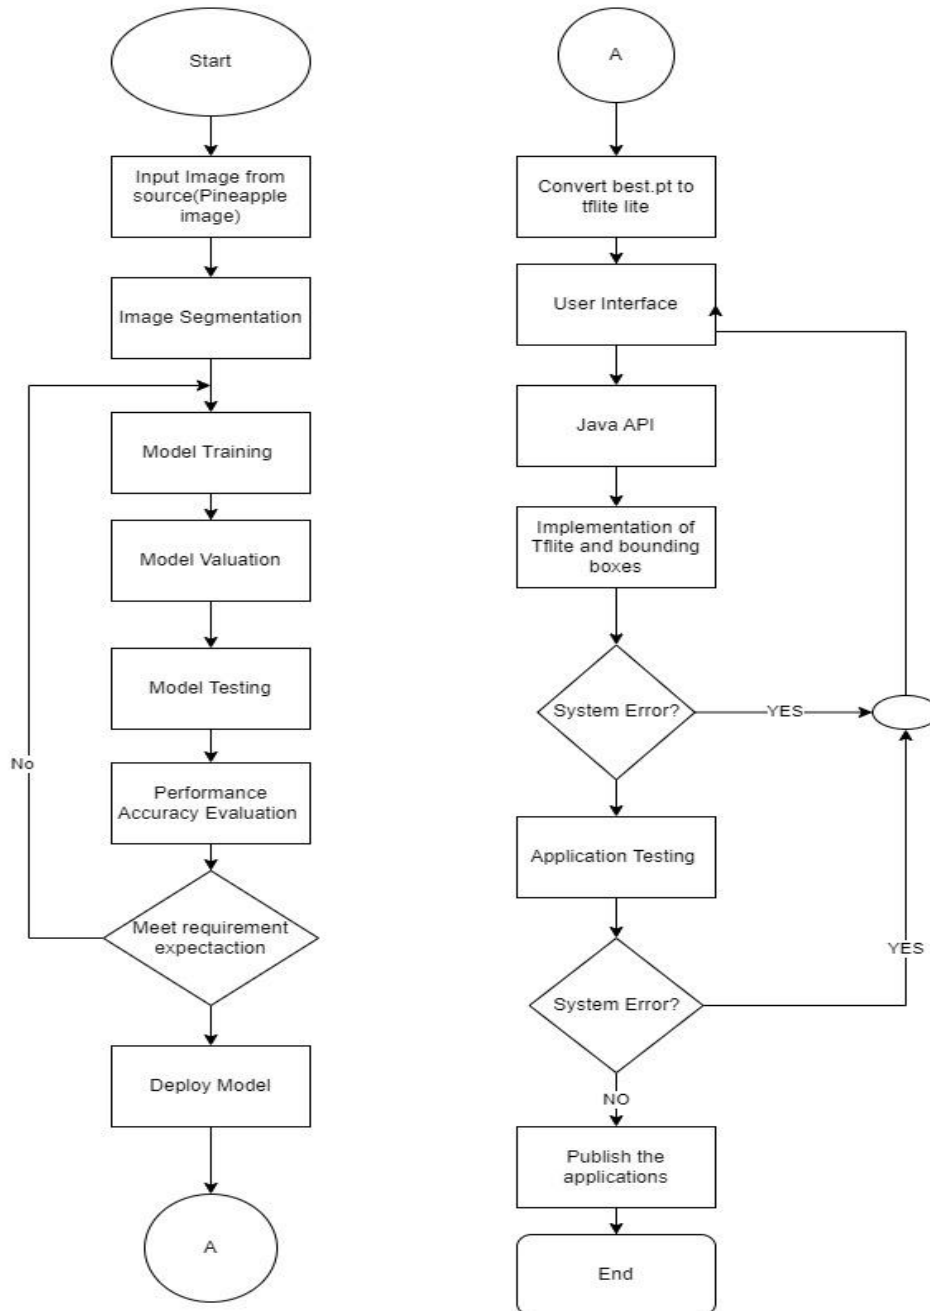 Start
Input Image from
source(Pineapple
image)
Image Segmentation
Model Training
Model Valuation
Model Testing
No
Performance
Accuracy Evaluation
Meet requirement
expectaction
Deploy Model
A
A
Convert best.pt to
tflite lite
User Interface
Java API
Implementation of
Tflite and bounding
boxes
System Error?
YES
Application Testing
System Error?
YES
NO
Publish the
applications
End